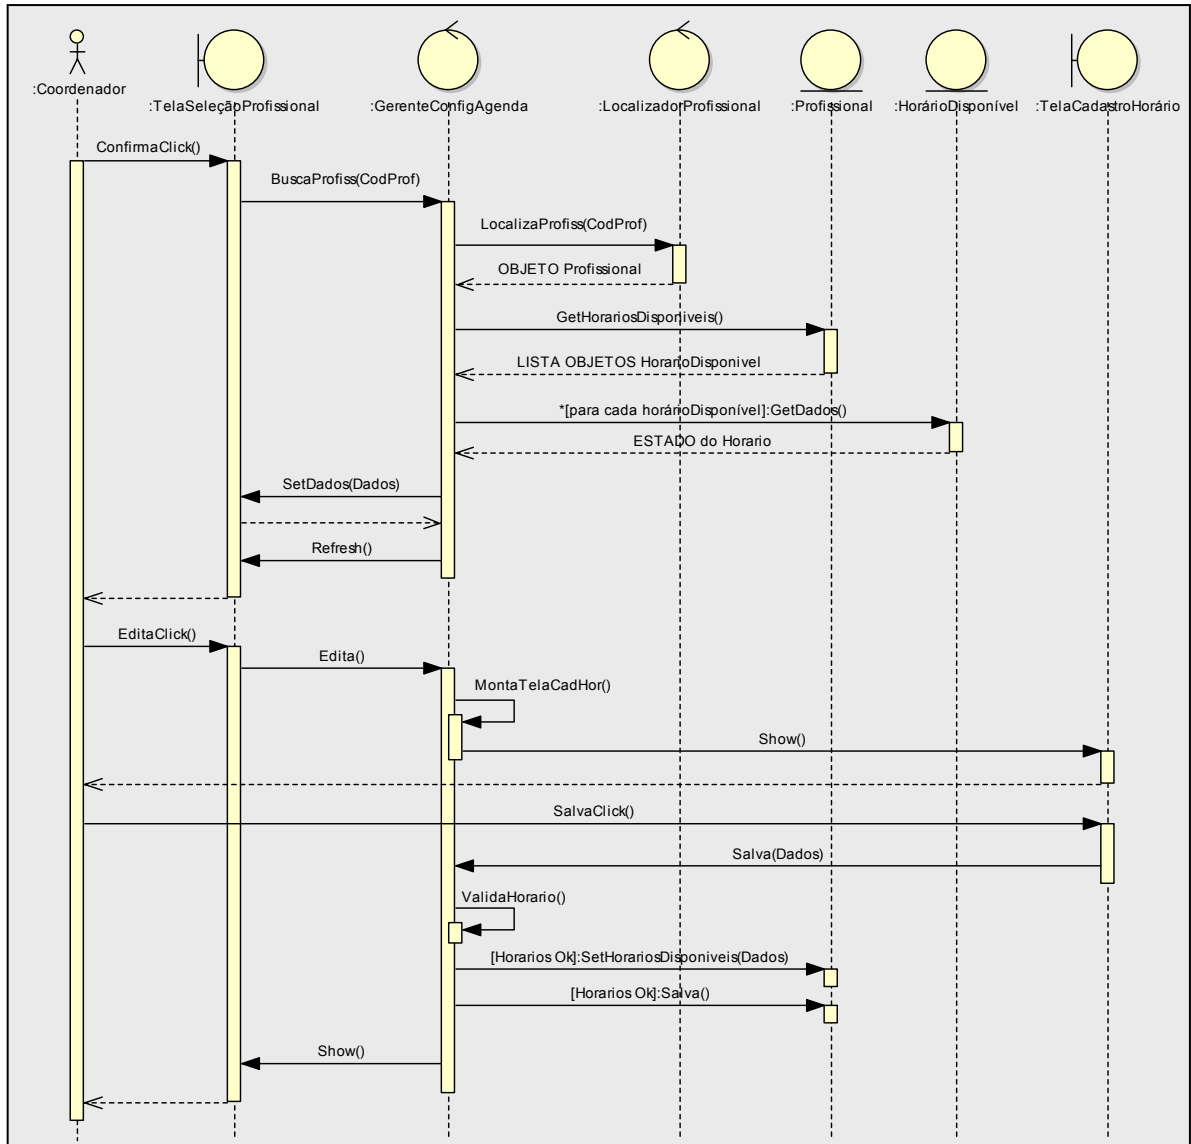 :Coordenador
:TelaSeleçãoProfissional
:GerenteConfigAgenda
:LocalizadorProfissional
:Profissional
:HorárioDisponível
:TelaCadastroHorário
ConfirmaClick()
BuscaProfiss(CodProf)
LocalizaProfiss(CodProf)
OBJETO Profissional
GetHorariosDisponiveis()
LISTA OBJETOS HorarioDisponivel
*[para cada horárioDisponível]:GetDados()
ESTADO do Horario
SetDados(Dados)
Refresh()
EditaClick()
Edita()
MontaTelaCadHor()
Show()
SalvaClick()
Salva(Dados)
ValidaHorario()
[Horarios Ok]:SetHorariosDisponiveis(Dados)
[Horarios Ok]:Salva()
Show()